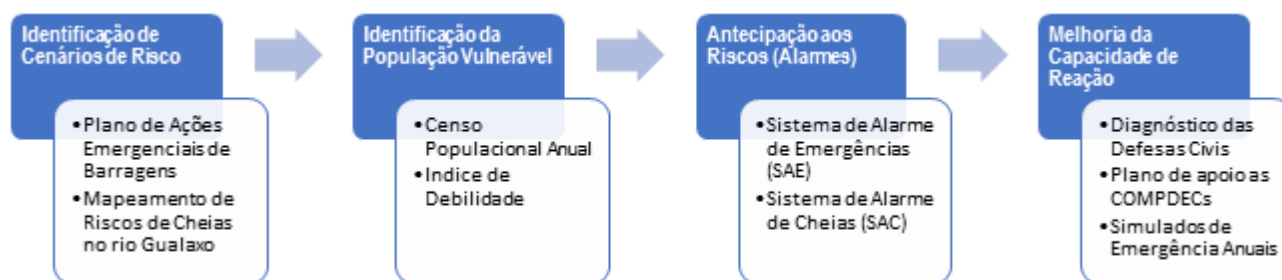 Identificação de
Cenários de Risco
•Plano de Ações
Emergenciais de
Barragens
•Mapeamento de
Riscos de Cheias
no rio Gualaxo
Identificação da
População Vulnerável
•Censo
Populacional Anual
•Indice de
Debilidade
Antecipação aos
Riscos (Alarmes)
•Sistema de Alarme
de Emergências
(SAE)
•Sistema de Alarme
de Cheias (SAC)
Melhoria da
Capacidade de
Reação
•Diagnóstico das
Defesas Civis
•Plano de apoio as
COMPDECs
•Simulados de
Emergência Anuais